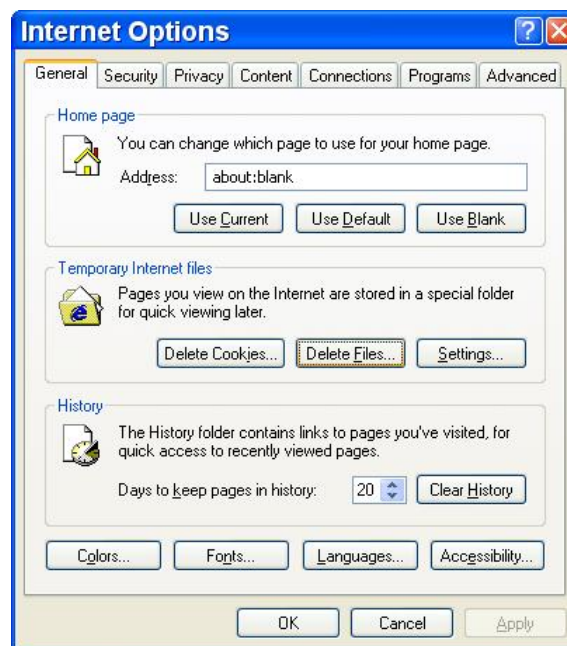 Internet Options
General Security Privacy Content Connections Programs Advanced
Home page
You can change which page to use for your home page.
Address: about:blank
Use Current Use Default Use Blank
Temporary Internet files
Pages you view on the Internet are stored in a special folder
for quick viewing later.
Delete Cookies... Delete Files... Settings...
History
The History folder contains links to pages you've visited, for
quick access to recently viewed pages.
Days to keep pages in history: 20 Clear History
Colors... Fonts... Languages... Accessibility...
OK Cancel Apply